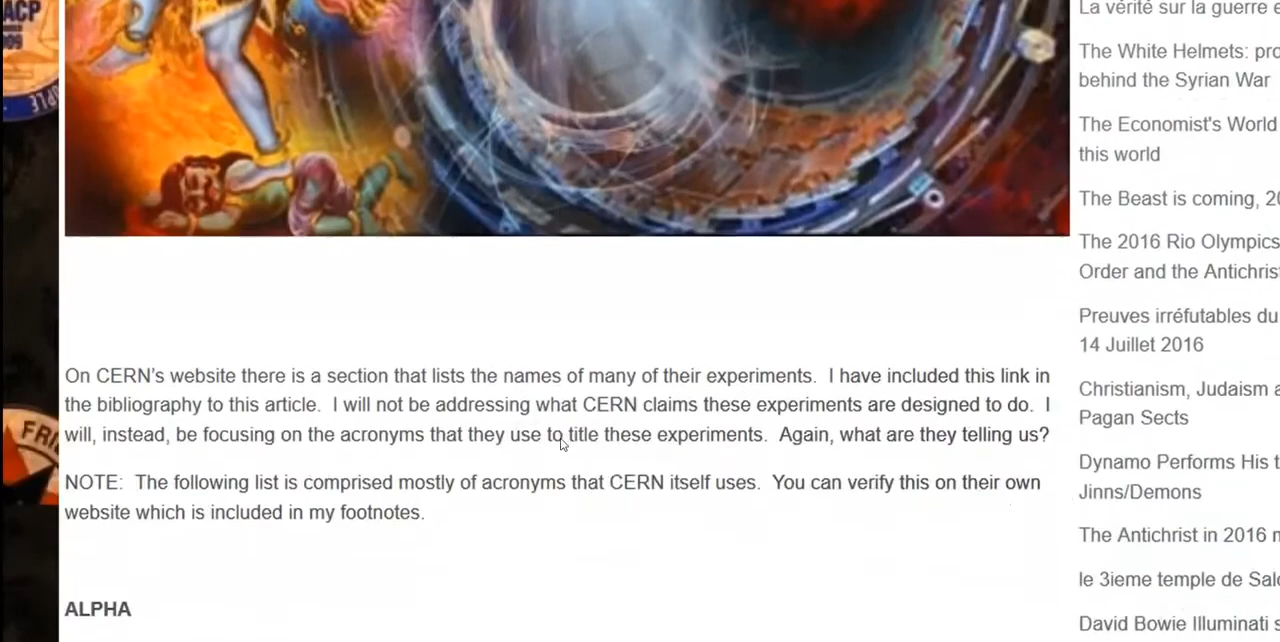 ACP
99
PLE
FRI
On CERN’s website there is a section that lists the names of many of their experiments.  I have included this link in
the bibliography to this article.  I will not be addressing what CERN claims these experiments are designed to do.  I
will, instead, be focusing on the acronyms that they use to title these experiments.  Again, what are they telling us?
NOTE:  The following list is comprised mostly of acronyms that CERN itself uses.  You can verify this on their own
website which is included in my footnotes.
ALPHA
La vérité sur la guerre e
The White Helmets: pro
behind the Syrian War
The Economist's World
this world
The Beast is coming, 20
The 2016 Rio Olympics
Order and the Antichris
Preuves irréfutables du
14 Juillet 2016
Christianism, Judaism a
Pagan Sects
Dynamo Performs His t
Jinns/Demons
The Antichrist in 2016 m
le 3ieme temple de Salo
David Bowie Illuminati s